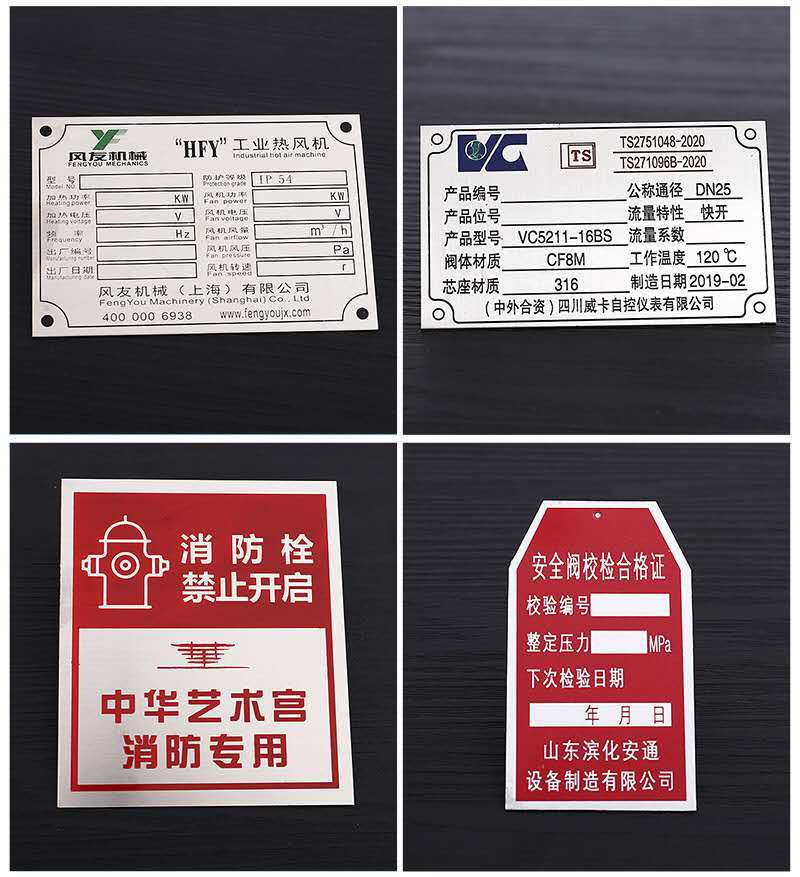 风友机械
FENGYOU MECHANICS
"HFY" 工业热风机
Industrial hot air machine
型号
Model NO.
防护等级 IP 54
Protection grade
加热功率 KW
Heating power
风机功率 KW
Fan power
加热电压 V
Heating voltage
风机电压 V
Fan voltage
频率 Hz
Frequency
风机风量 m³/h
Fan airflow
出厂编号
Manufacturing number
风机风压 Pa
Fan pressure
出厂日期
Manufacturing date
风机转速 r
Fan speed
风友机械（上海）有限公司
FengYou Machinery (Shanghai) Co., Ltd
400 000 6938 www.fengyoujx.com
VC TS TS2751048-2020
TS271096B-2020
产品编号 公称通径 DN25
产品位号 流量特性 快开
产品型号 VC5211-16BS 流量系数
阀体材质 CF8M 工作温度 120℃
芯座材质 316 制造日期 2019-02
（中外合资）四川威卡自控仪表有限公司
消防栓
禁止开启
中华艺术宫
消防专用
安全阀校检合格证
校验编号
整定压力 MPa
下次检验日期
年 月 日
山东滨化安通
设备制造有限公司